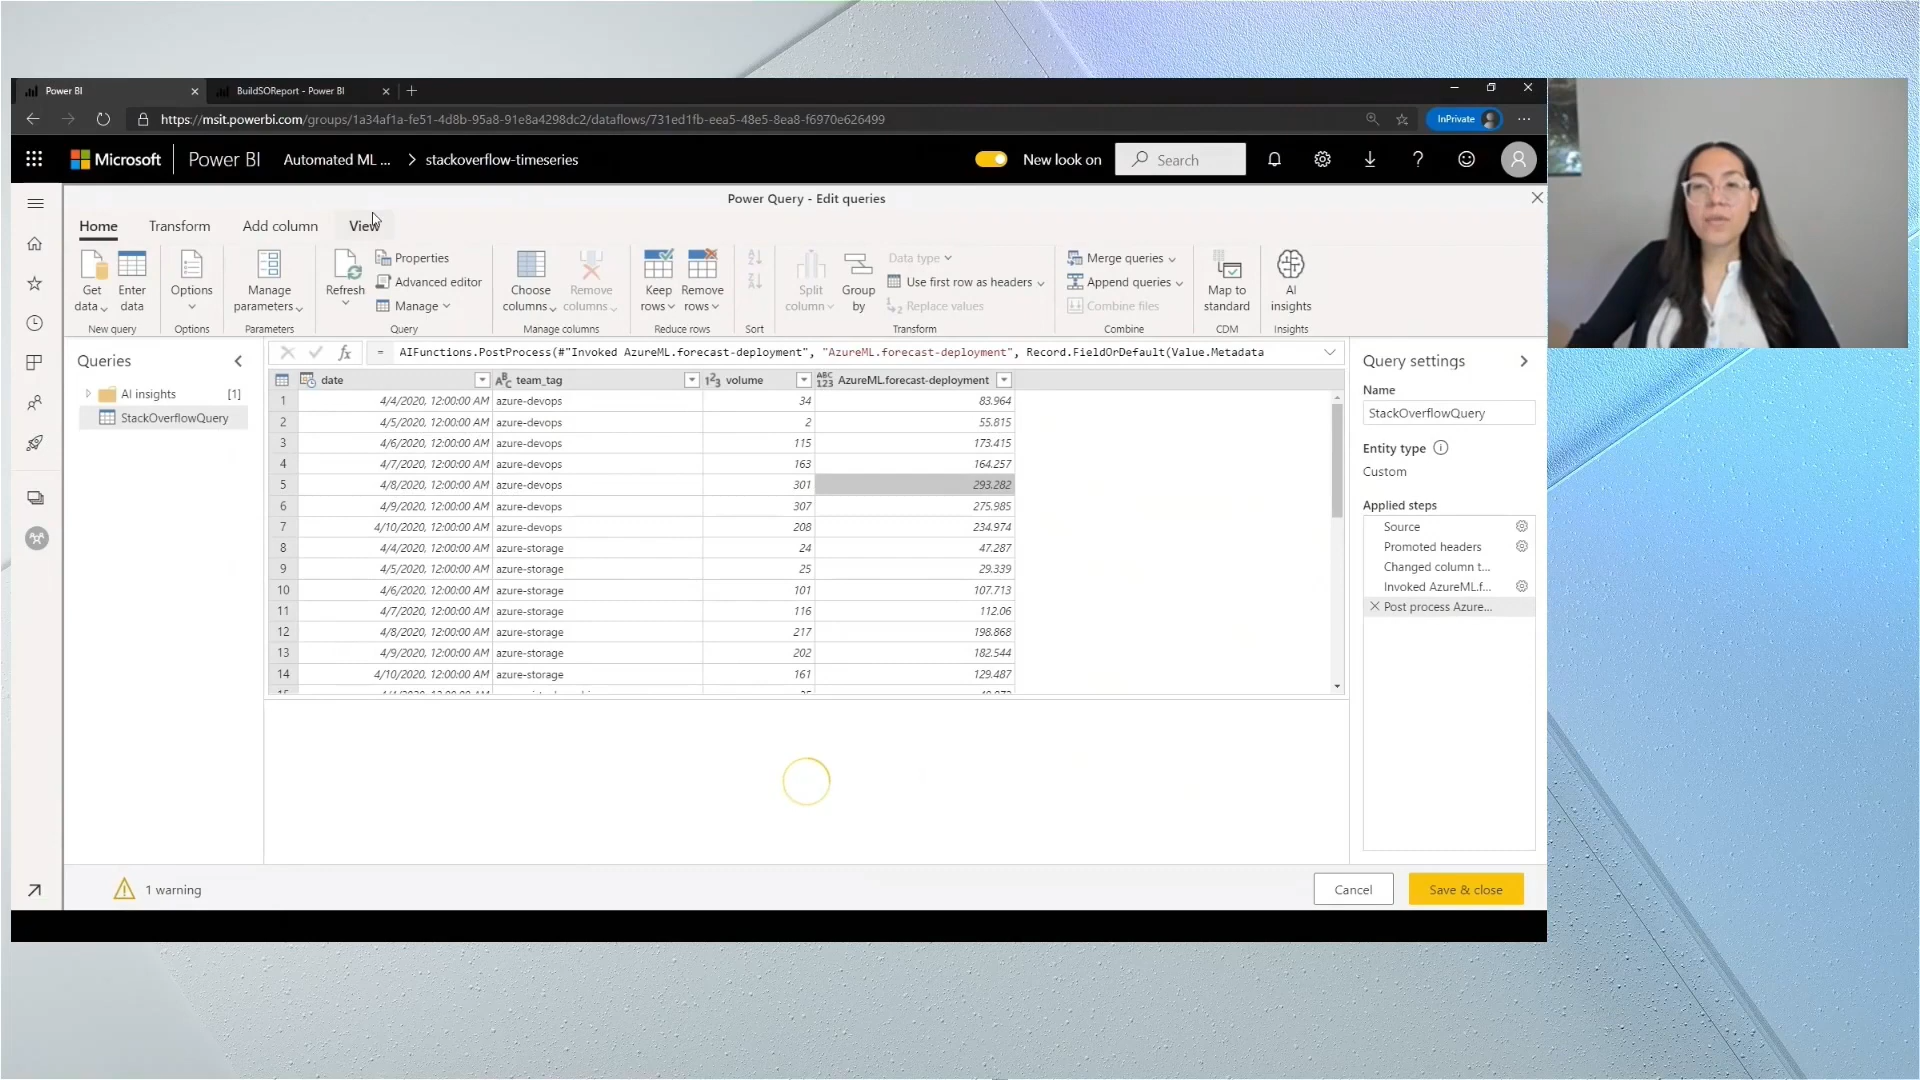 Power BI
BuildSOReport - Power BI
https://msit.powerbi.com/groups/1a34af1a-fe51-4d8b-95a8-91e8a4298dc2/dataflows/731ed1fb-eea5-48e5-8ea8-f6970e626499
InPrivate
Microsoft Power BI Automated ML ... > stackoverflow-timeseries
New look on
Search
Power Query - Edit queries
Home Transform Add column View
Get data
Enter data
New query
Options
Options
Manage parameters
Parameters
Refresh
Properties
Advanced editor
Manage
Query
Choose columns
Remove columns
Manage columns
Keep rows
Remove rows
Reduce rows
Sort
Split column
Group by
Data type
Use first row as headers
Replace values
Transform
Merge queries
Append queries
Combine files
Combine
Map to standard
CDM
AI insights
Insights
Queries
AI insights [1]
StackOverflowQuery
fx = AIFunctions.PostProcess(#"Invoked AzureML.forecast-deployment", "AzureML.forecast-deployment", Record.FieldOrDefault(Value.Metadata
date team_tag volume AzureML.forecast-deployment
1 4/4/2020, 12:00:00 AM azure-devops 34 83.964
2 4/5/2020, 12:00:00 AM azure-devops 2 55.815
3 4/6/2020, 12:00:00 AM azure-devops 115 173.415
4 4/7/2020, 12:00:00 AM azure-devops 163 164.257
5 4/8/2020, 12:00:00 AM azure-devops 301 293.282
6 4/9/2020, 12:00:00 AM azure-devops 307 275.985
7 4/10/2020, 12:00:00 AM azure-devops 208 234.974
8 4/4/2020, 12:00:00 AM azure-storage 24 47.287
9 4/5/2020, 12:00:00 AM azure-storage 25 29.339
10 4/6/2020, 12:00:00 AM azure-storage 101 107.713
11 4/7/2020, 12:00:00 AM azure-storage 116 112.06
12 4/8/2020, 12:00:00 AM azure-storage 217 198.868
13 4/9/2020, 12:00:00 AM azure-storage 202 182.544
14 4/10/2020, 12:00:00 AM azure-storage 161 129.487
Query settings
Name
StackOverflowQuery
Entity type
Custom
Applied steps
Source
Promoted headers
Changed column t...
Invoked AzureML.f...
Post process Azure...
1 warning
Cancel
Save & close